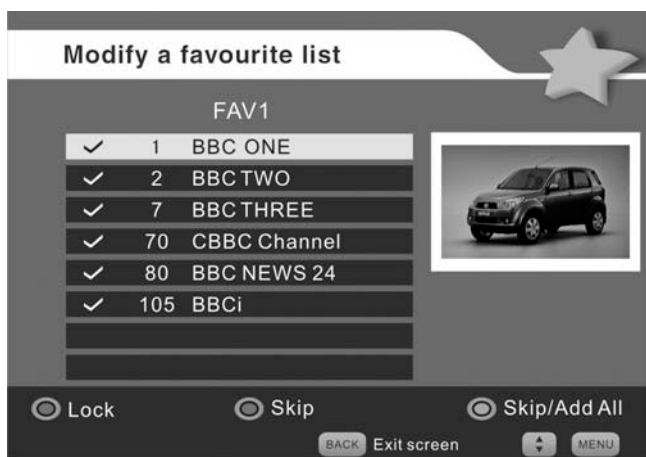 Modify a favourite list
FAV1
1 BBC ONE
2 BBC TWO
7 BBC THREE
70 CBBC Channel
80 BBC NEWS 24
105 BBCi
Lock Skip Skip/Add All
BACK Exit screen MENU